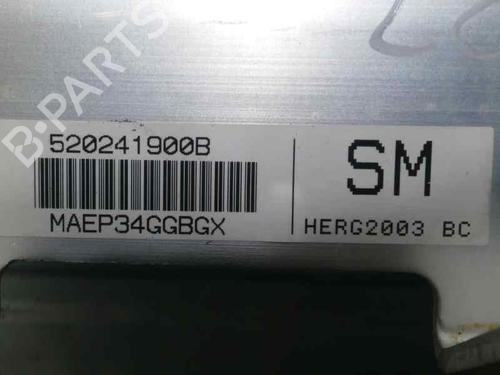 B-PARTS
520241900B
MAEP34GGBGX
SM
HERG2003 BC